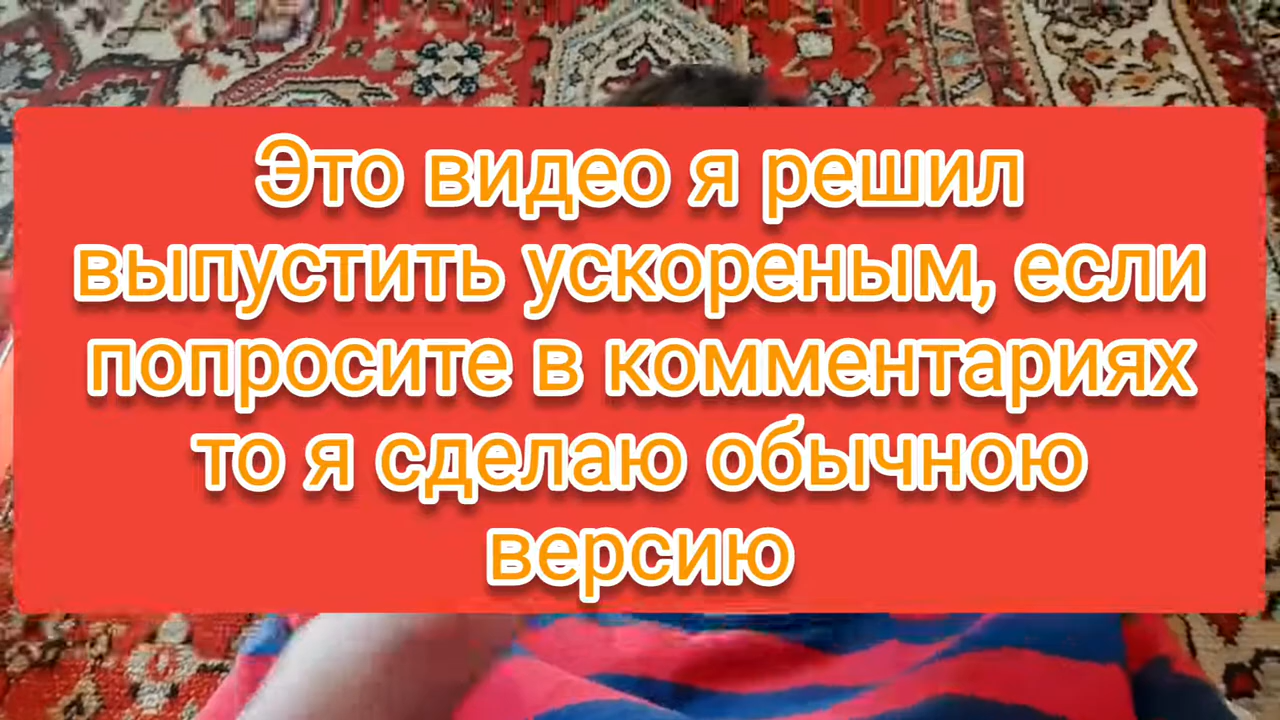 Это видео я решил
выпустить ускореным, если
попросите в комментариях
то я сделаю обычною
версию